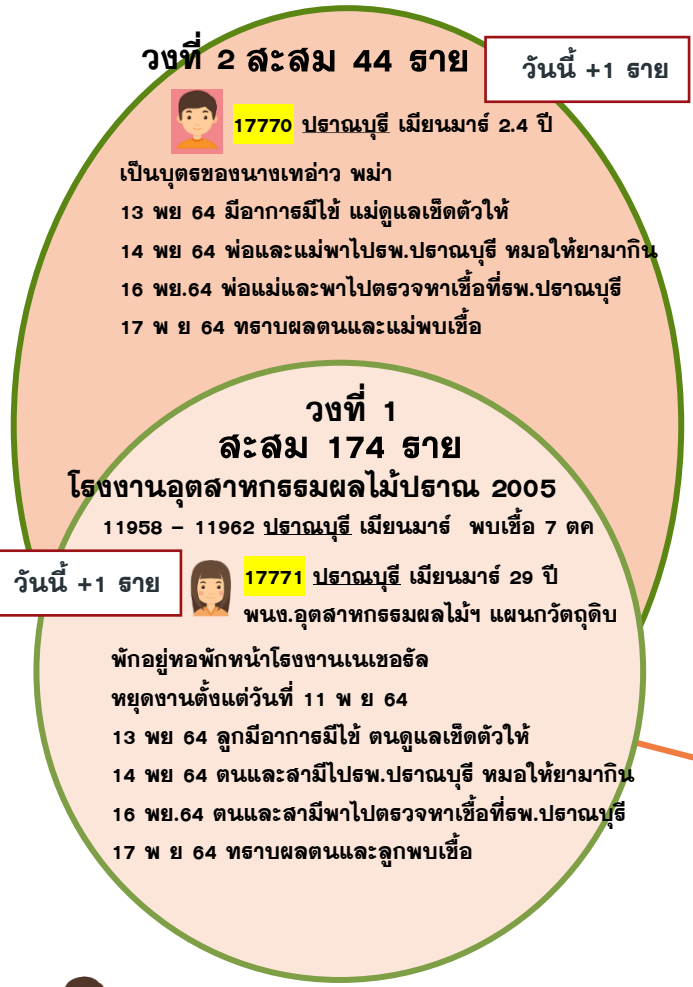 วงที่ 2 สะสม 44 ราย
วันนี้ +1 ราย
17770 ปราณบุรี เมียนมาร์ 2.4 ปี
เป็นบุตรของนางเทอ่าว พม่า
13 พย 64 มีอาการมีไข้ แม่ดูแลเช็ดตัวให้
14 พย 64 พ่อและแม่พาไปรพ.ปราณบุรี หมอให้ยามากิน
16 พย.64 พ่อแม่และพาไปตรวจหาเชื้อที่รพ.ปราณบุรี
17 พ ย 64 ทราบผลตนและแม่พบเชื้อ
วงที่ 1
สะสม 174 ราย
โรงงานอุตสาหกรรมผลไม้ปราณ 2005
11958 – 11962 ปราณบุรี เมียนมาร์ พบเชื้อ 7 ตค
วันนี้ +1 ราย
17771 ปราณบุรี เมียนมาร์ 29 ปี
พนง.อุตสาหกรรมผลไม้ฯ แผนกวัตถุดิบ
พักอยู่หอพักหน้าโรงงานเนเชอรัล
หยุดงานตั้งแต่วันที่ 11 พ ย 64
13 พย 64 ลูกมีอาการมีไข้ ตนดูแลเช็ดตัวให้
14 พย 64 ตนและสามีไปรพ.ปราณบุรี หมอให้ยามากิน
16 พย.64 ตนและสามีพาไปตรวจหาเชื้อที่รพ.ปราณบุรี
17 พ ย 64 ทราบผลตนและลูกพบเชื้อ